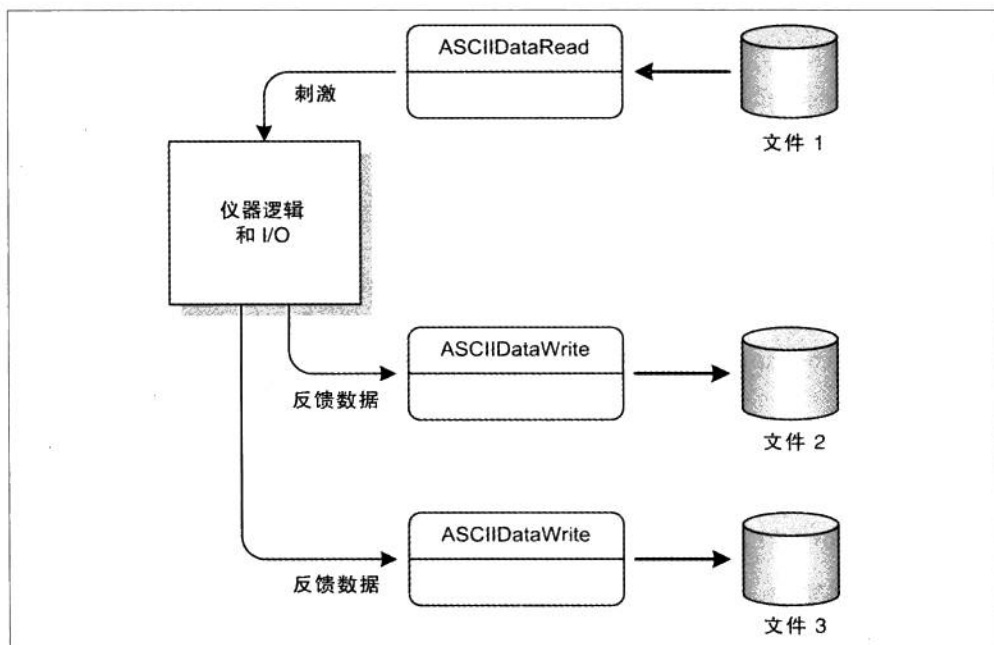 ASCIIDataRead
刺激
文件 1
仪器逻辑
和 I/O
ASCIIDataWrite
反馈数据
文件 2
ASCIIDataWrite
反馈数据
文件 3